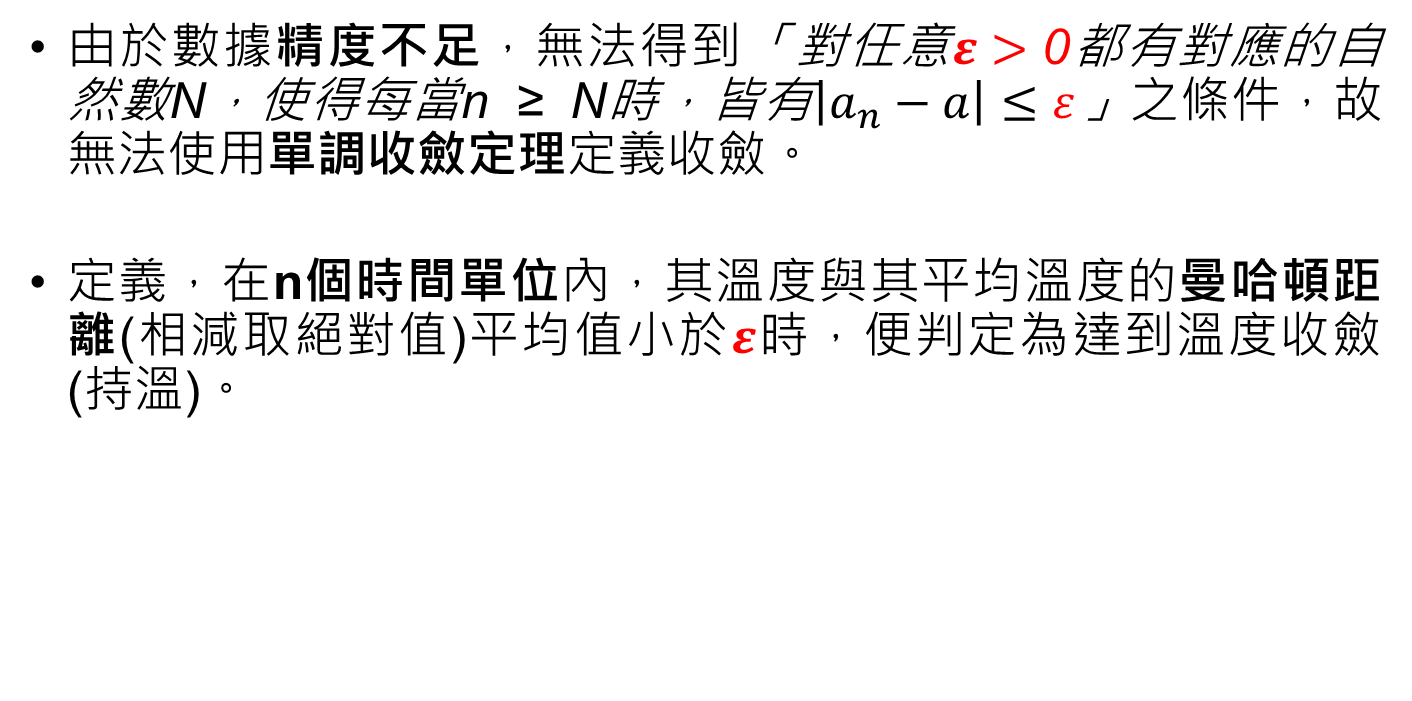 • 由於數據精度不足，無法得到「對任意ε > 0都有對應的自
然數N，使得每當n ≥ N時，皆有|aₙ − a| ≤ ε」之條件，故
無法使用單調收斂定理定義收斂。
• 定義，在n個時間單位內，其溫度與其平均溫度的曼哈頓距
離(相減取絕對值)平均值小於ε時，便判定為達到溫度收斂
(持溫)。